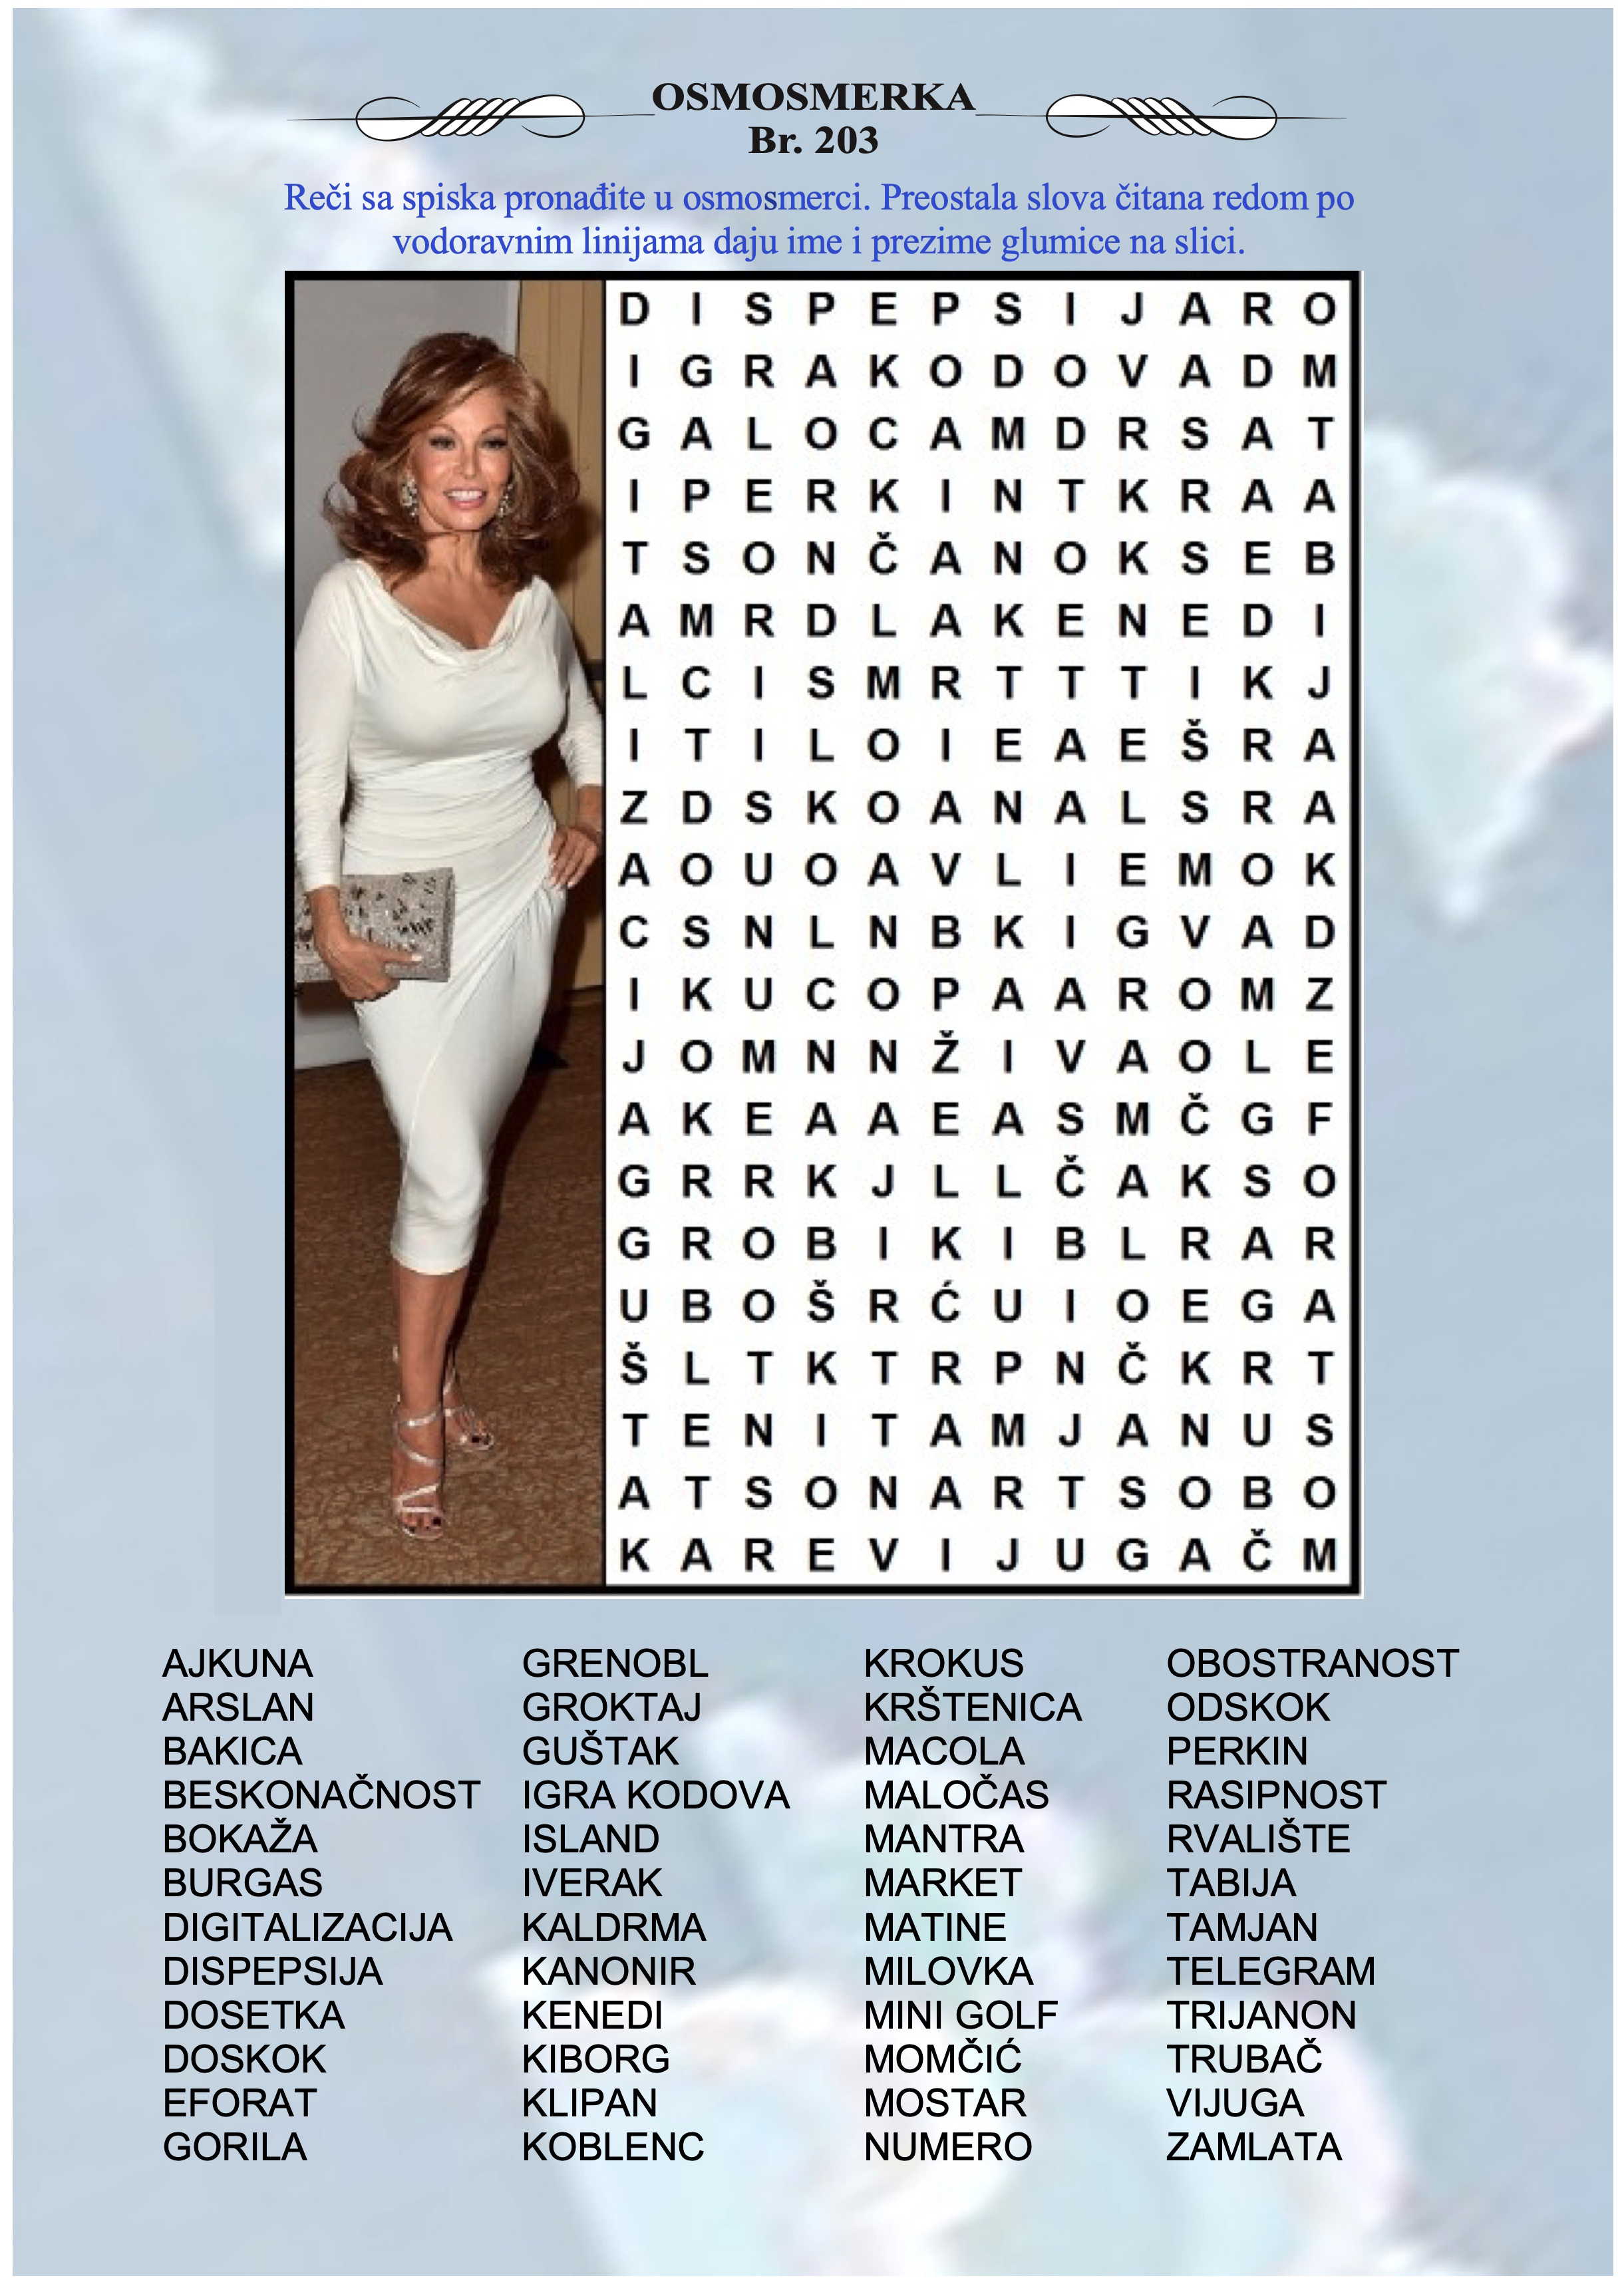 OSMOSMERKA
Br. 203
Reči sa spiska pronađite u osmosmerci. Preostala slova čitana redom po
vodoravnim linijama daju ime i prezime glumice na slici.
D I S P E P S I J A R O
I G R A K O D O V A D M
G A L O C A M D R S A T
I P E R K I N T K R A A
T S O N Č A N O K S E B
A M R D L A K E N E D I
L C I S M R T T T I K J
I T I L O I E A E Š R A
Z D S K O A N A L S R A
A O U O A V L I E M O K
C S N L N B K I G V A D
I K U C O P A A R O M Z
J O M N N Ž I V A O L E
A K E A A E A S M Č G F
G R R K J L L Č A K S O
G R O B I K I B L R A R
U B O Š R Ć U I O E G A
Š L T K T R P N Č K R T
T E N I T A M J A N U S
A T S O N A R T S O B O
K A R E V I J U G A Č M
AJKUNA GRENOBL KROKUS OBOSTRANOST
ARSLAN GROKTAJ KRŠTENICA ODSKOK
BAKICA GUŠTAK MACOLA PERKIN
BESKONAČNOST IGRA KODOVA MALOČAS RASIPNOST
BOKAŽA ISLAND MANTRA RVALIŠTE
BURGAS IVERAK MARKET TABIJA
DIGITALIZACIJA KALDRMA MATINE TAMJAN
DISPEPSIJA KANONIR MILOVKA TELEGRAM
DOSETKA KENEDI MINI GOLF TRIJANON
DOSKOK KIBORG MOMČIĆ TRUBAČ
EFORAT KLIPAN MOSTAR VIJUGA
GORILA KOBLENC NUMERO ZAMLATA